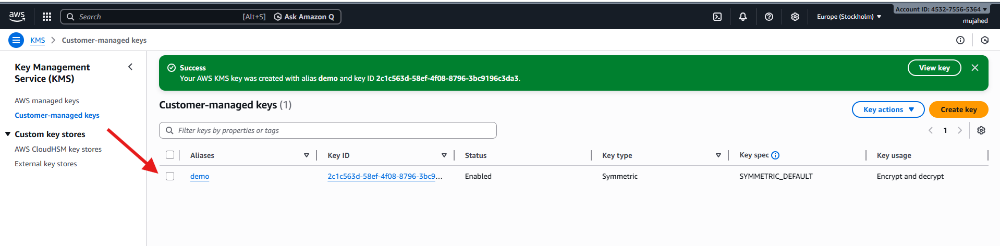 aws
Search [Alt+S] Ask Amazon Q
Europe (Stockholm)
Account ID: 4532-7556-5364
mujahed
KMS > Customer-managed keys
Key Management
Service (KMS)
AWS managed keys
Customer-managed keys
Custom key stores
AWS CloudHSM key stores
External key stores
Success
Your AWS KMS key was created with alias demo and key ID 2c1c563d-58ef-4f08-8796-3bc9196c3da3.
View key
Customer-managed keys (1)
Key actions
Create key
Filter keys by properties or tags
1
Aliases Key ID Status Key type Key spec Key usage
demo 2c1c563d-58ef-4f08-8796-3bc9... Enabled Symmetric SYMMETRIC_DEFAULT Encrypt and decrypt